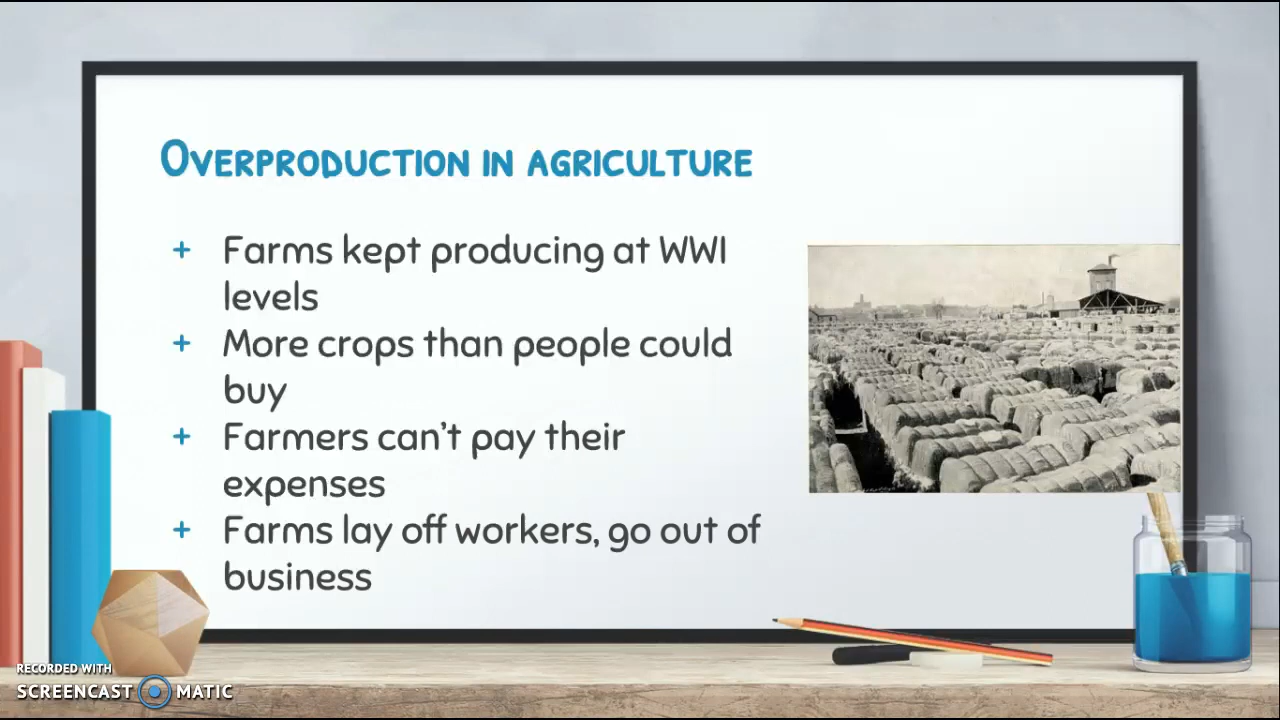 Overproduction in agriculture
+ Farms kept producing at WWI
levels
+ More crops than people could
buy
+ Farmers can't pay their
expenses
+ Farms lay off workers, go out of
business
RECORDED WITH
SCREENCAST MATIC